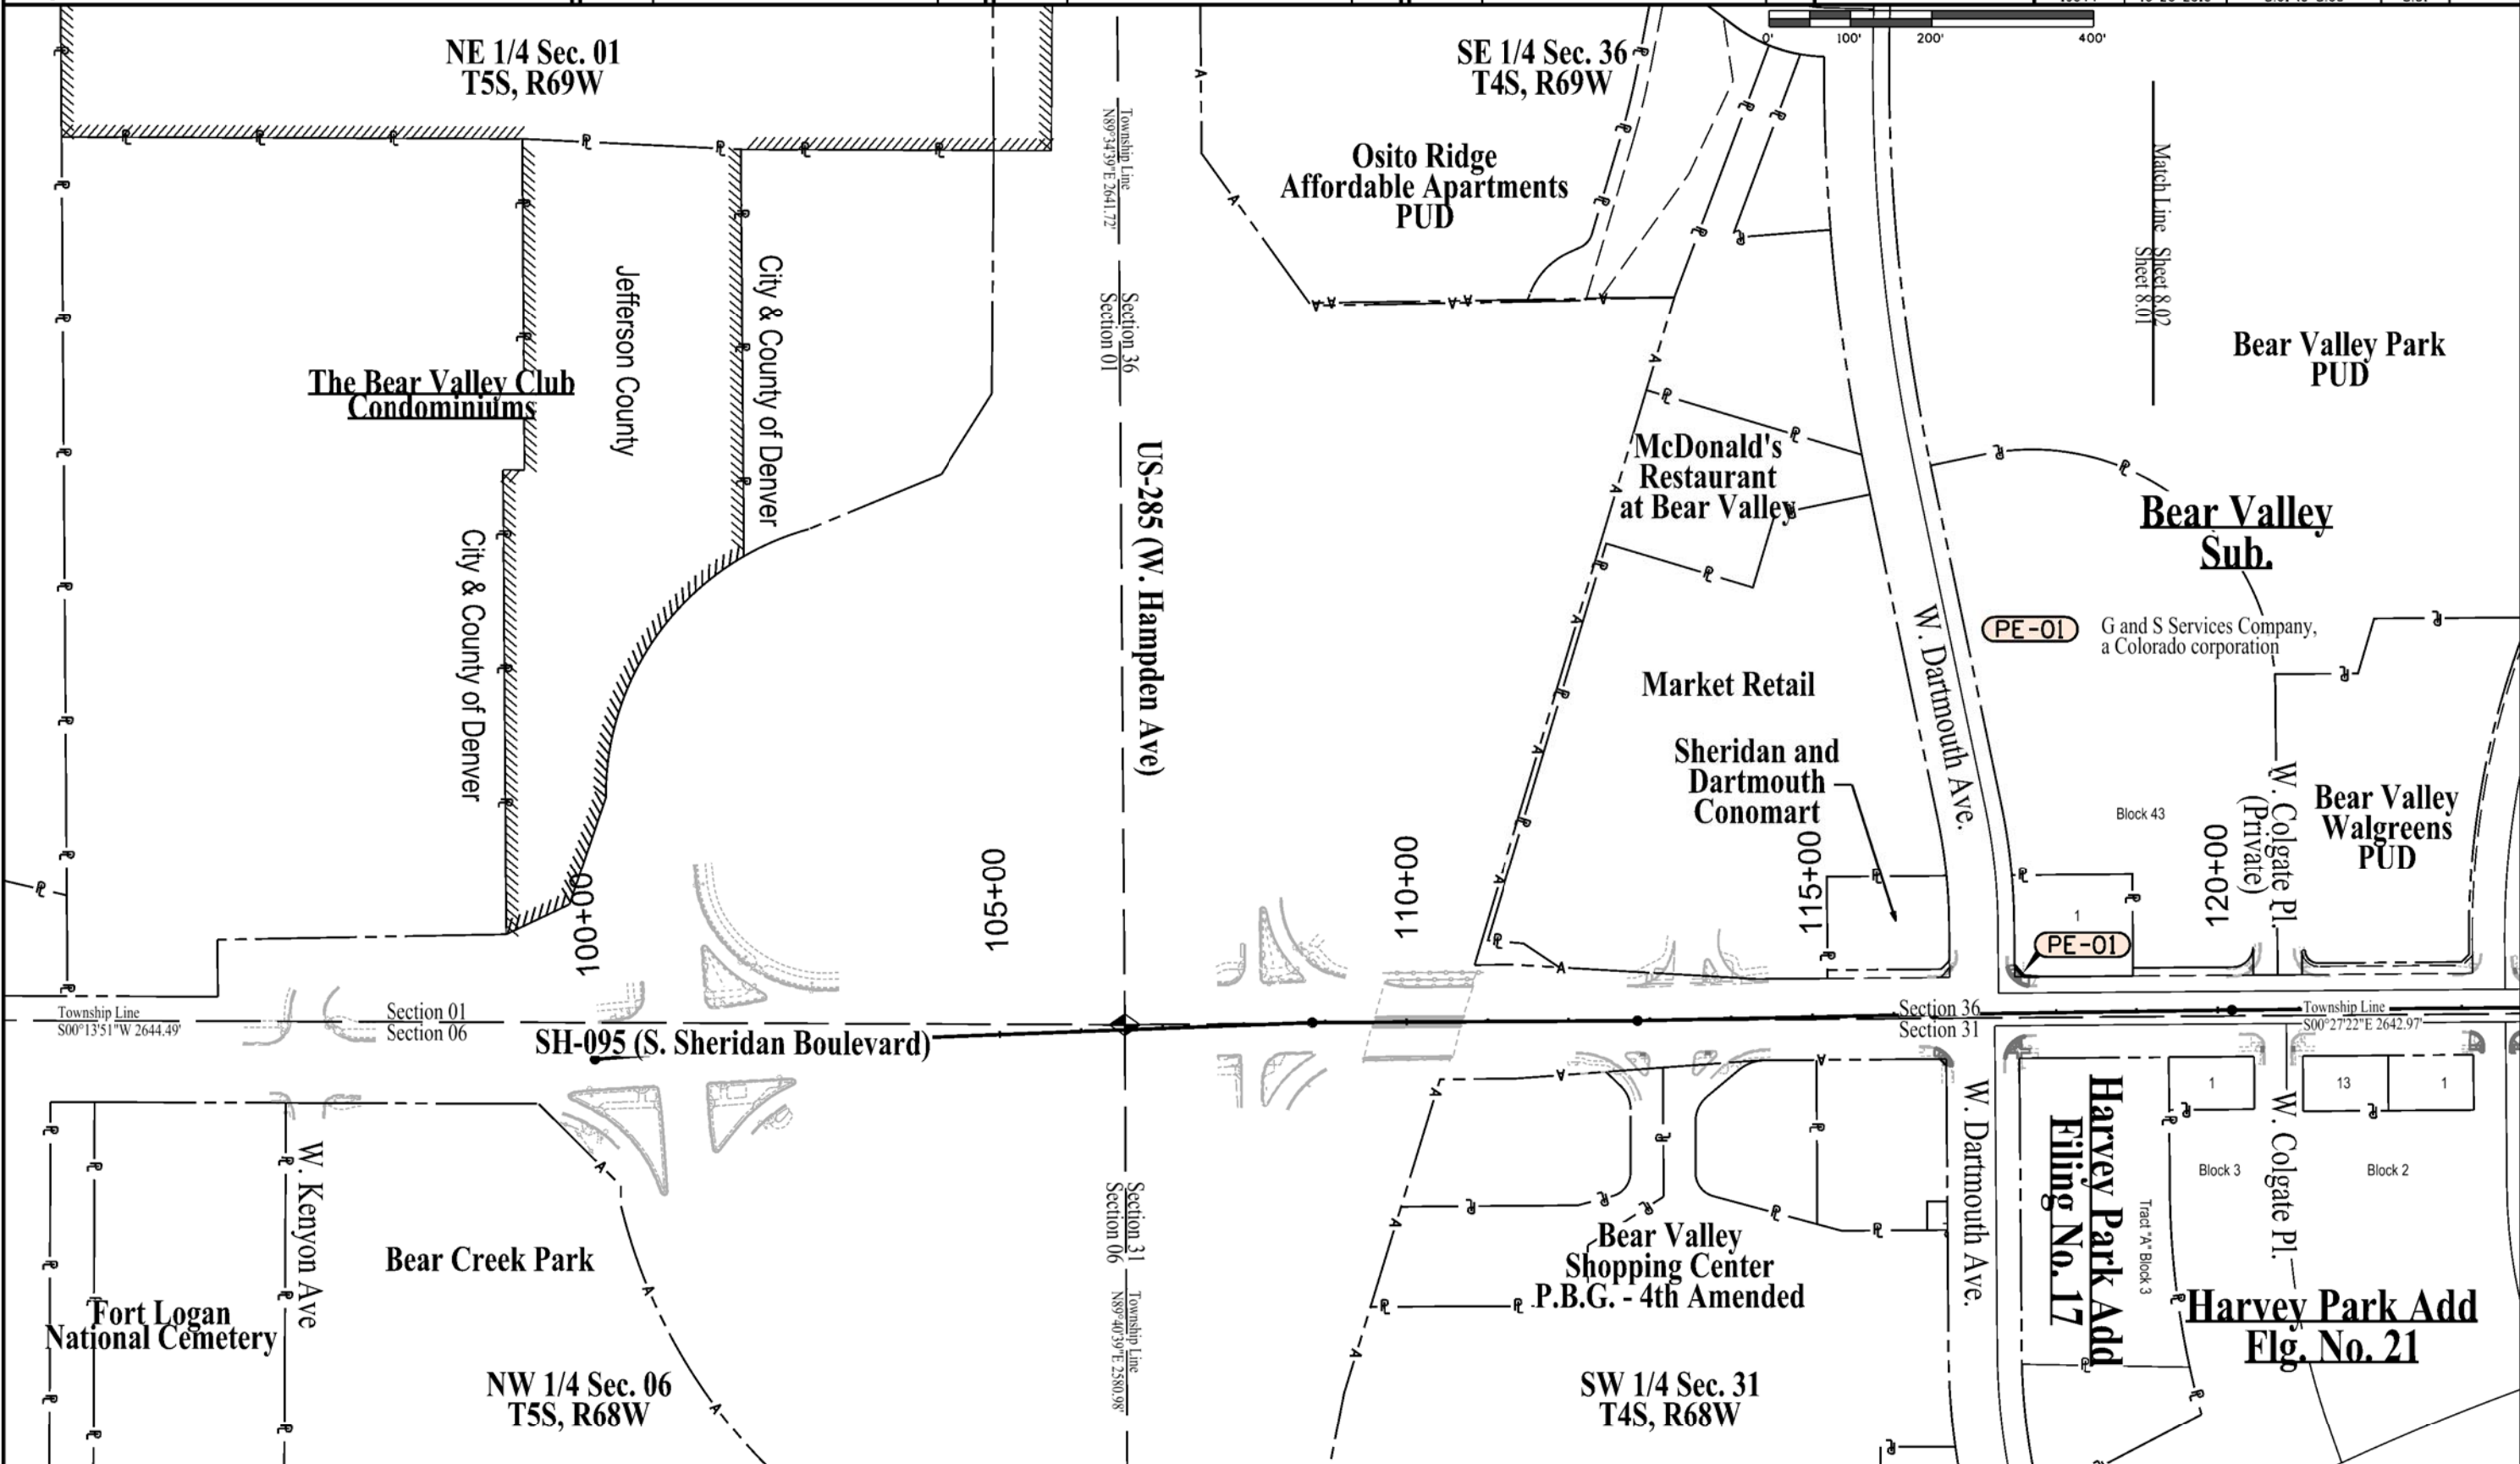 NE 1/4 Sec. 01
T5S, R69W
SE 1/4 Sec. 36
T4S, R69W
0'
100'
200'
400'
Township Line
N89°34'39"E 2641.72'
Section 36
Section 01
Osito Ridge
Affordable Apartments
PUD
Match Line Sheet 8.02
Sheet 8.01
Bear Valley Park
PUD
Jefferson County
City & County of Denver
The Bear Valley Club
Condominiums
City & County of Denver
US-285 (W. Hampden Ave)
McDonald's
Restaurant
at Bear Valley
Bear Valley
Sub.
PE-01
G and S Services Company,
a Colorado corporation
W. Dartmouth Ave.
Market Retail
Sheridan and
Dartmouth
Conomart
Block 43
W. Colgate Pl.
(Private)
Bear Valley
Walgreens
PUD
100+00
105+00
110+00
115+00
120+00
1
PE-01
Township Line
S00°13'51"W 2644.49'
Section 01
Section 06
SH-095 (S. Sheridan Boulevard)
Section 36
Section 31
Township Line
S00°27'22"E 2642.97'
W. Kenyon Ave
Bear Creek Park
Fort Logan
National Cemetery
NW 1/4 Sec. 06
T5S, R68W
Section 31
Section 06
Township Line
N89°40'39"E 2580.98'
Bear Valley
Shopping Center
P.B.G. - 4th Amended
SW 1/4 Sec. 31
T4S, R68W
W. Dartmouth Ave.
Harvey Park Add
Filing No. 17
Tract "A" Block 3
1
13
1
Block 3
W. Colgate Pl.
Block 2
Harvey Park Add
Flg. No. 21